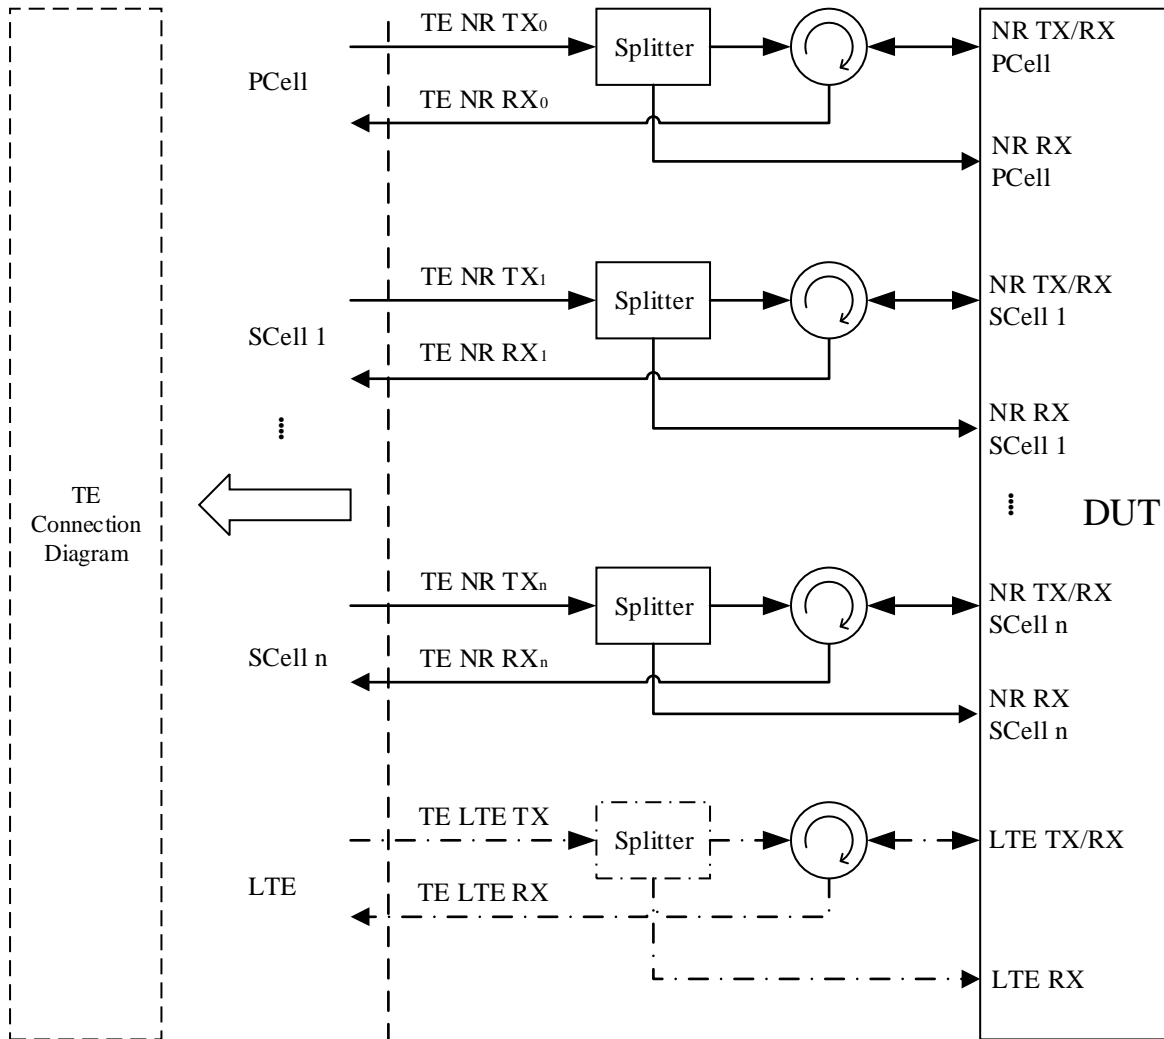 TE NR TX0
Splitter
NR TX/RX
PCell
PCell
TE NR RX0
NR RX
PCell
TE NR TX1
Splitter
NR TX/RX
SCell 1
SCell 1
TE NR RX1
NR RX
SCell 1
TE
Connection
Diagram
DUT
TE NR TXn
Splitter
NR TX/RX
SCell n
SCell n
TE NR RXn
NR RX
SCell n
TE LTE TX
Splitter
LTE TX/RX
LTE
TE LTE RX
LTE RX